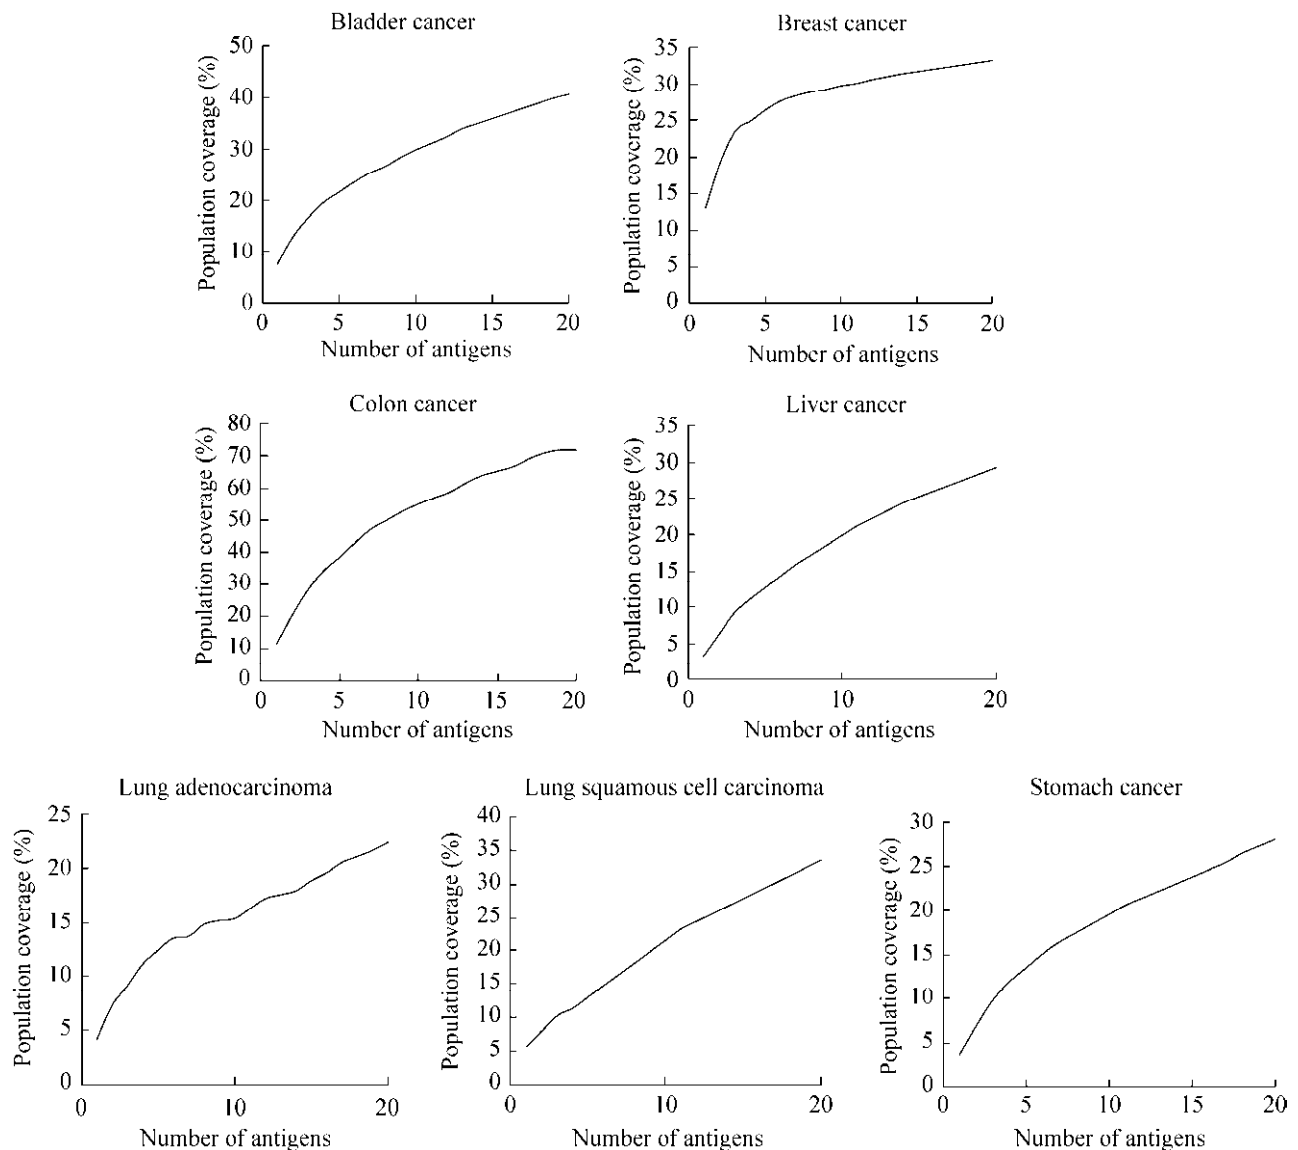 Bladder cancer
Population coverage (%)
50
40
30
20
10
0
0 5 10 15 20
Number of antigens
Breast cancer
Population coverage (%)
35
30
25
20
15
10
5
0
0 5 10 15 20
Number of antigens
Colon cancer
Population coverage (%)
80
70
60
50
40
30
20
10
0
0 5 10 15 20
Number of antigens
Liver cancer
Population coverage (%)
35
30
25
20
15
10
5
0
0 10 20
Number of antigens
Lung adenocarcinoma
Population coverage (%)
25
20
15
10
5
0
0 10 20
Number of antigens
Lung squamous cell carcinoma
Population coverage (%)
40
35
30
25
20
15
10
5
0
0 10 20
Number of antigens
Stomach cancer
Population coverage (%)
30
25
20
15
10
5
0
0 5 10 15 20
Number of antigens